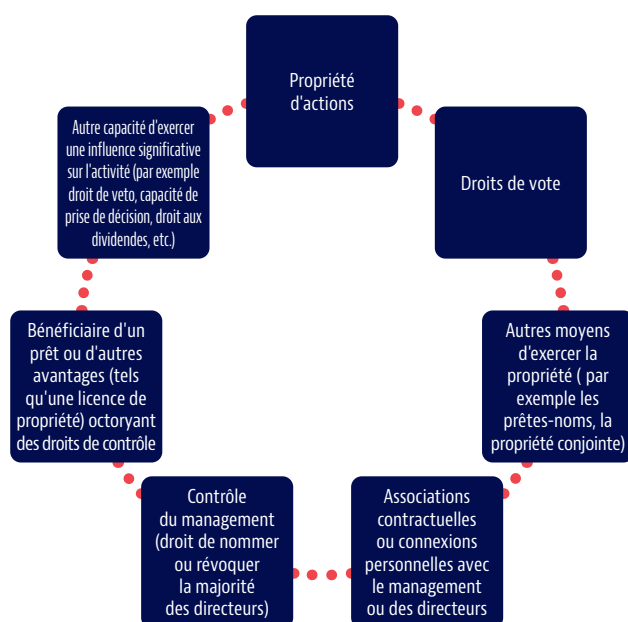 Propriété
d'actions
Droits de vote
Autres moyens
d'exercer la
propriété ( par
exemple les
prêtes-noms, la
propriété conjointe)
Associations
contractuelles
ou connexions
personnelles avec
le management
ou des directeurs
Contrôle
du management
(droit de nommer
ou révoquer
la majorité
des directeurs)
Bénéficiaire d'un
prêt ou d'autres
avantages (tels
qu'une licence de
propriété) octoryant
des droits de contrôle
Autre capacité d'exercer
une influence significative
sur l'activité (par exemple
droit de veto, capacité de
prise de décision, droit aux
dividendes, etc.)